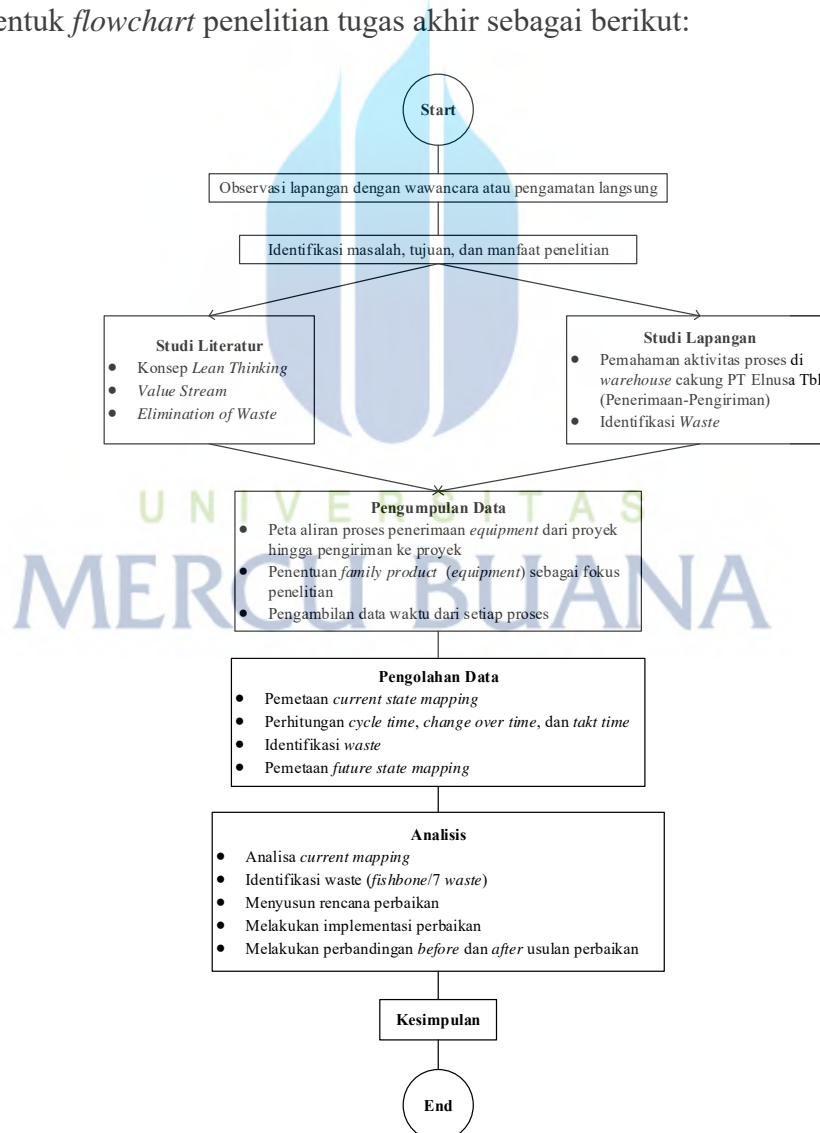 entuk flowchart penelitian tugas akhir sebagai berikut:
Start
Observasi lapangan dengan wawancara atau pengamatan langsung
Identifikasi masalah, tujuan, dan manfaat penelitian
Studi Literatur
● Konsep Lean Thinking
● Value Stream
● Elimination of Waste
Studi Lapangan
● Pemahaman aktivitas proses di
warehouse cakung PT Elnusa Tbk
(Penerimaan-Pengiriman)
● Identifikasi Waste
UNIVERSITAS
MERCU BUANA
Pengumpulan Data
● Peta aliran proses penerimaan equipment dari proyek
hingga pengiriman ke proyek
● Penentuan family product (equipment) sebagai fokus
penelitian
● Pengambilan data waktu dari setiap proses
Pengolahan Data
● Pemetaan current state mapping
● Perhitungan cycle time, change over time, dan takt time
● Identifikasi waste
● Pemetaan future state mapping
Analisis
● Analisa current mapping
● Identifikasi waste (fishbone/7 waste)
● Menyusun rencana perbaikan
● Melakukan implementasi perbaikan
● Melakukan perbandingan before dan after usulan perbaikan
Kesimpulan
End